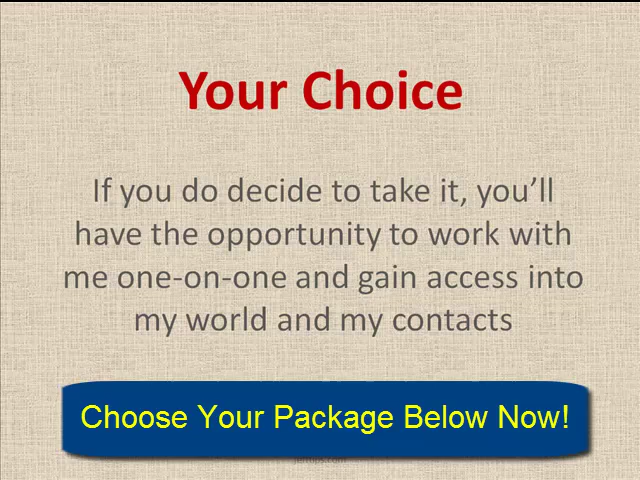 Your Choice
If you do decide to take it, you’ll
have the opportunity to work with
me one-on-one and gain access into
my world and my contacts
Choose Your Package Below Now!